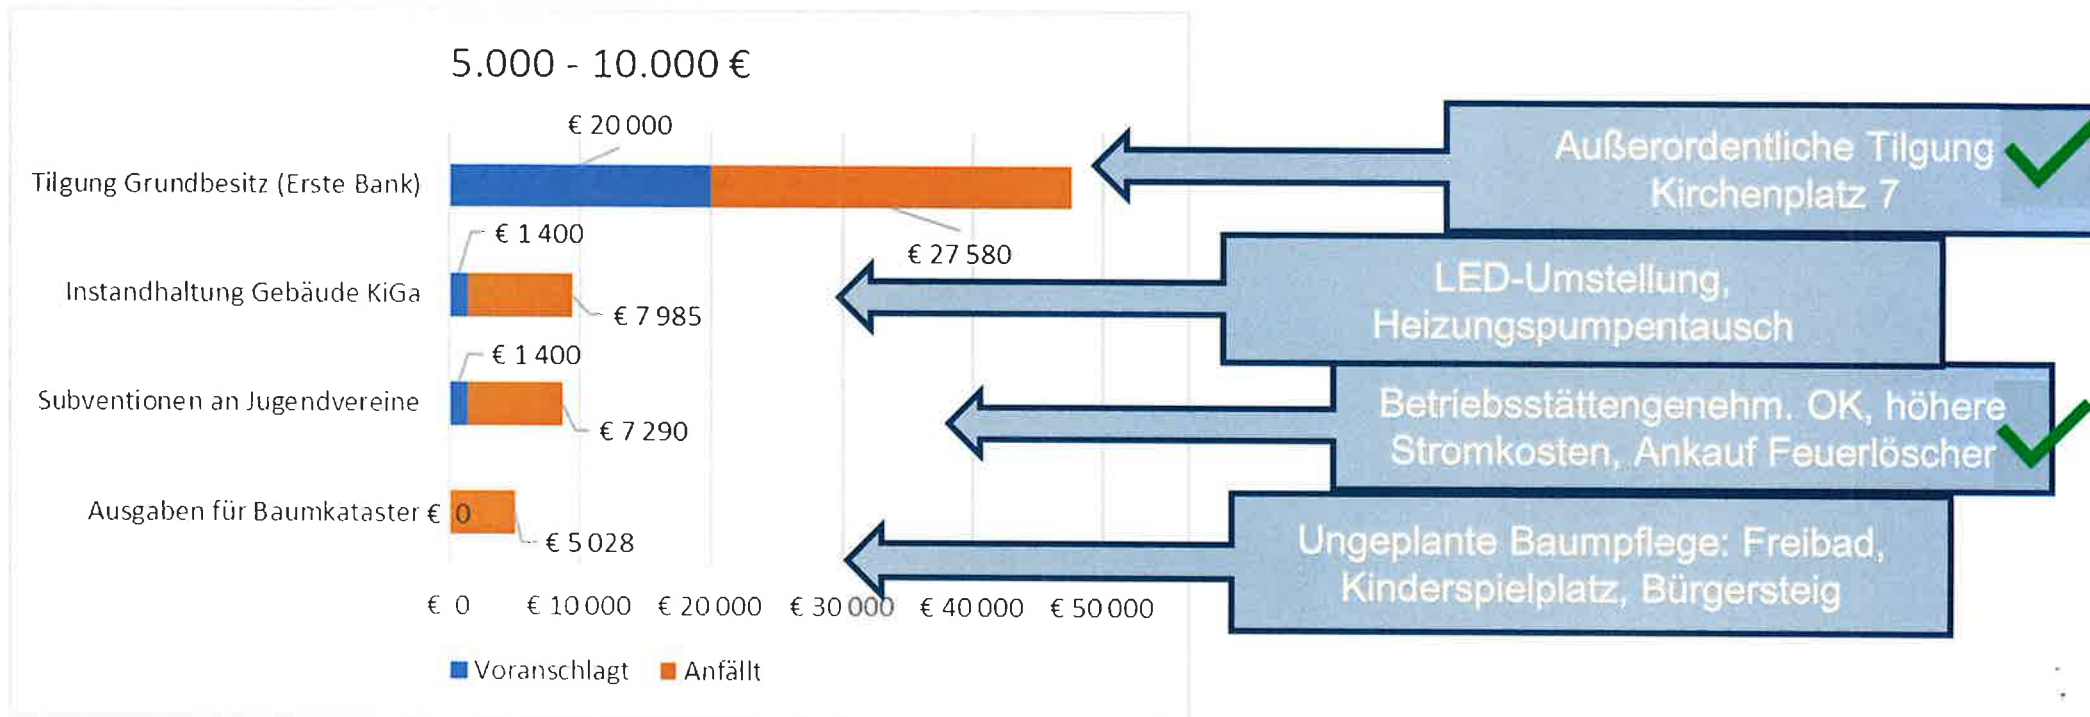 5.000 - 10.000 €
€ 20 000
Tilgung Grundbesitz (Erste Bank)
€ 27 580
€ 1 400
Instandhaltung Gebäude KiGa
€ 7 985
€ 1 400
Subventionen an Jugendvereine
€ 7 290
Ausgaben für Baumkataster
€ 0
€ 5 028
€ 0
€ 10 000
€ 20 000
€ 30 000
€ 40 000
€ 50 000
Voranschlagt
Anfällt
Außerordentliche Tilgung
Kirchenplatz 7
LED-Umstellung,
Heizungspumpentausch
Betriebsstättengenehm. OK, höhere
Stromkosten, Ankauf Feuerlöscher
Ungeplante Baumpflege: Freibad,
Kinderspielplatz, Bürgersteig